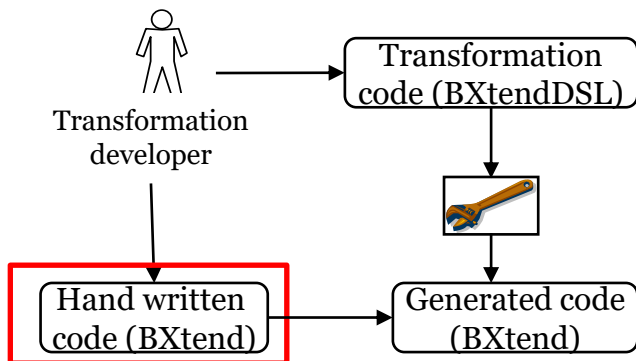 Transformation
code (BXtendDSL)
Transformation
developer
Hand written
code (BXtend)
Generated code
(BXtend)